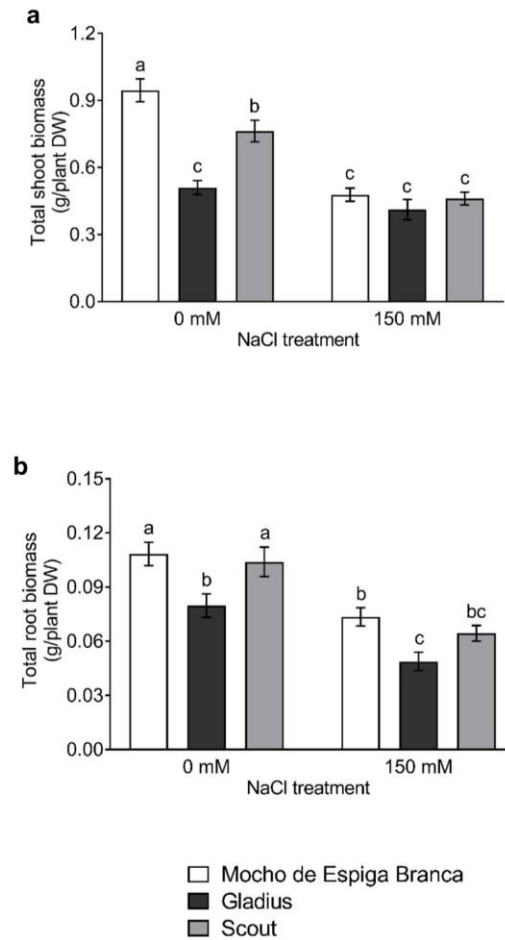 a
Total shoot biomass
(g/plant DW)
1.2
0.9
0.6
0.3
0.0
a
c
b
c
c
c
0 mM
150 mM
NaCl treatment
b
Total root biomass
(g/plant DW)
0.15
0.12
0.09
0.06
0.03
0.00
a
b
a
b
c
bc
0 mM
150 mM
NaCl treatment
Mocho de Espiga Branca
Gladius
Scout